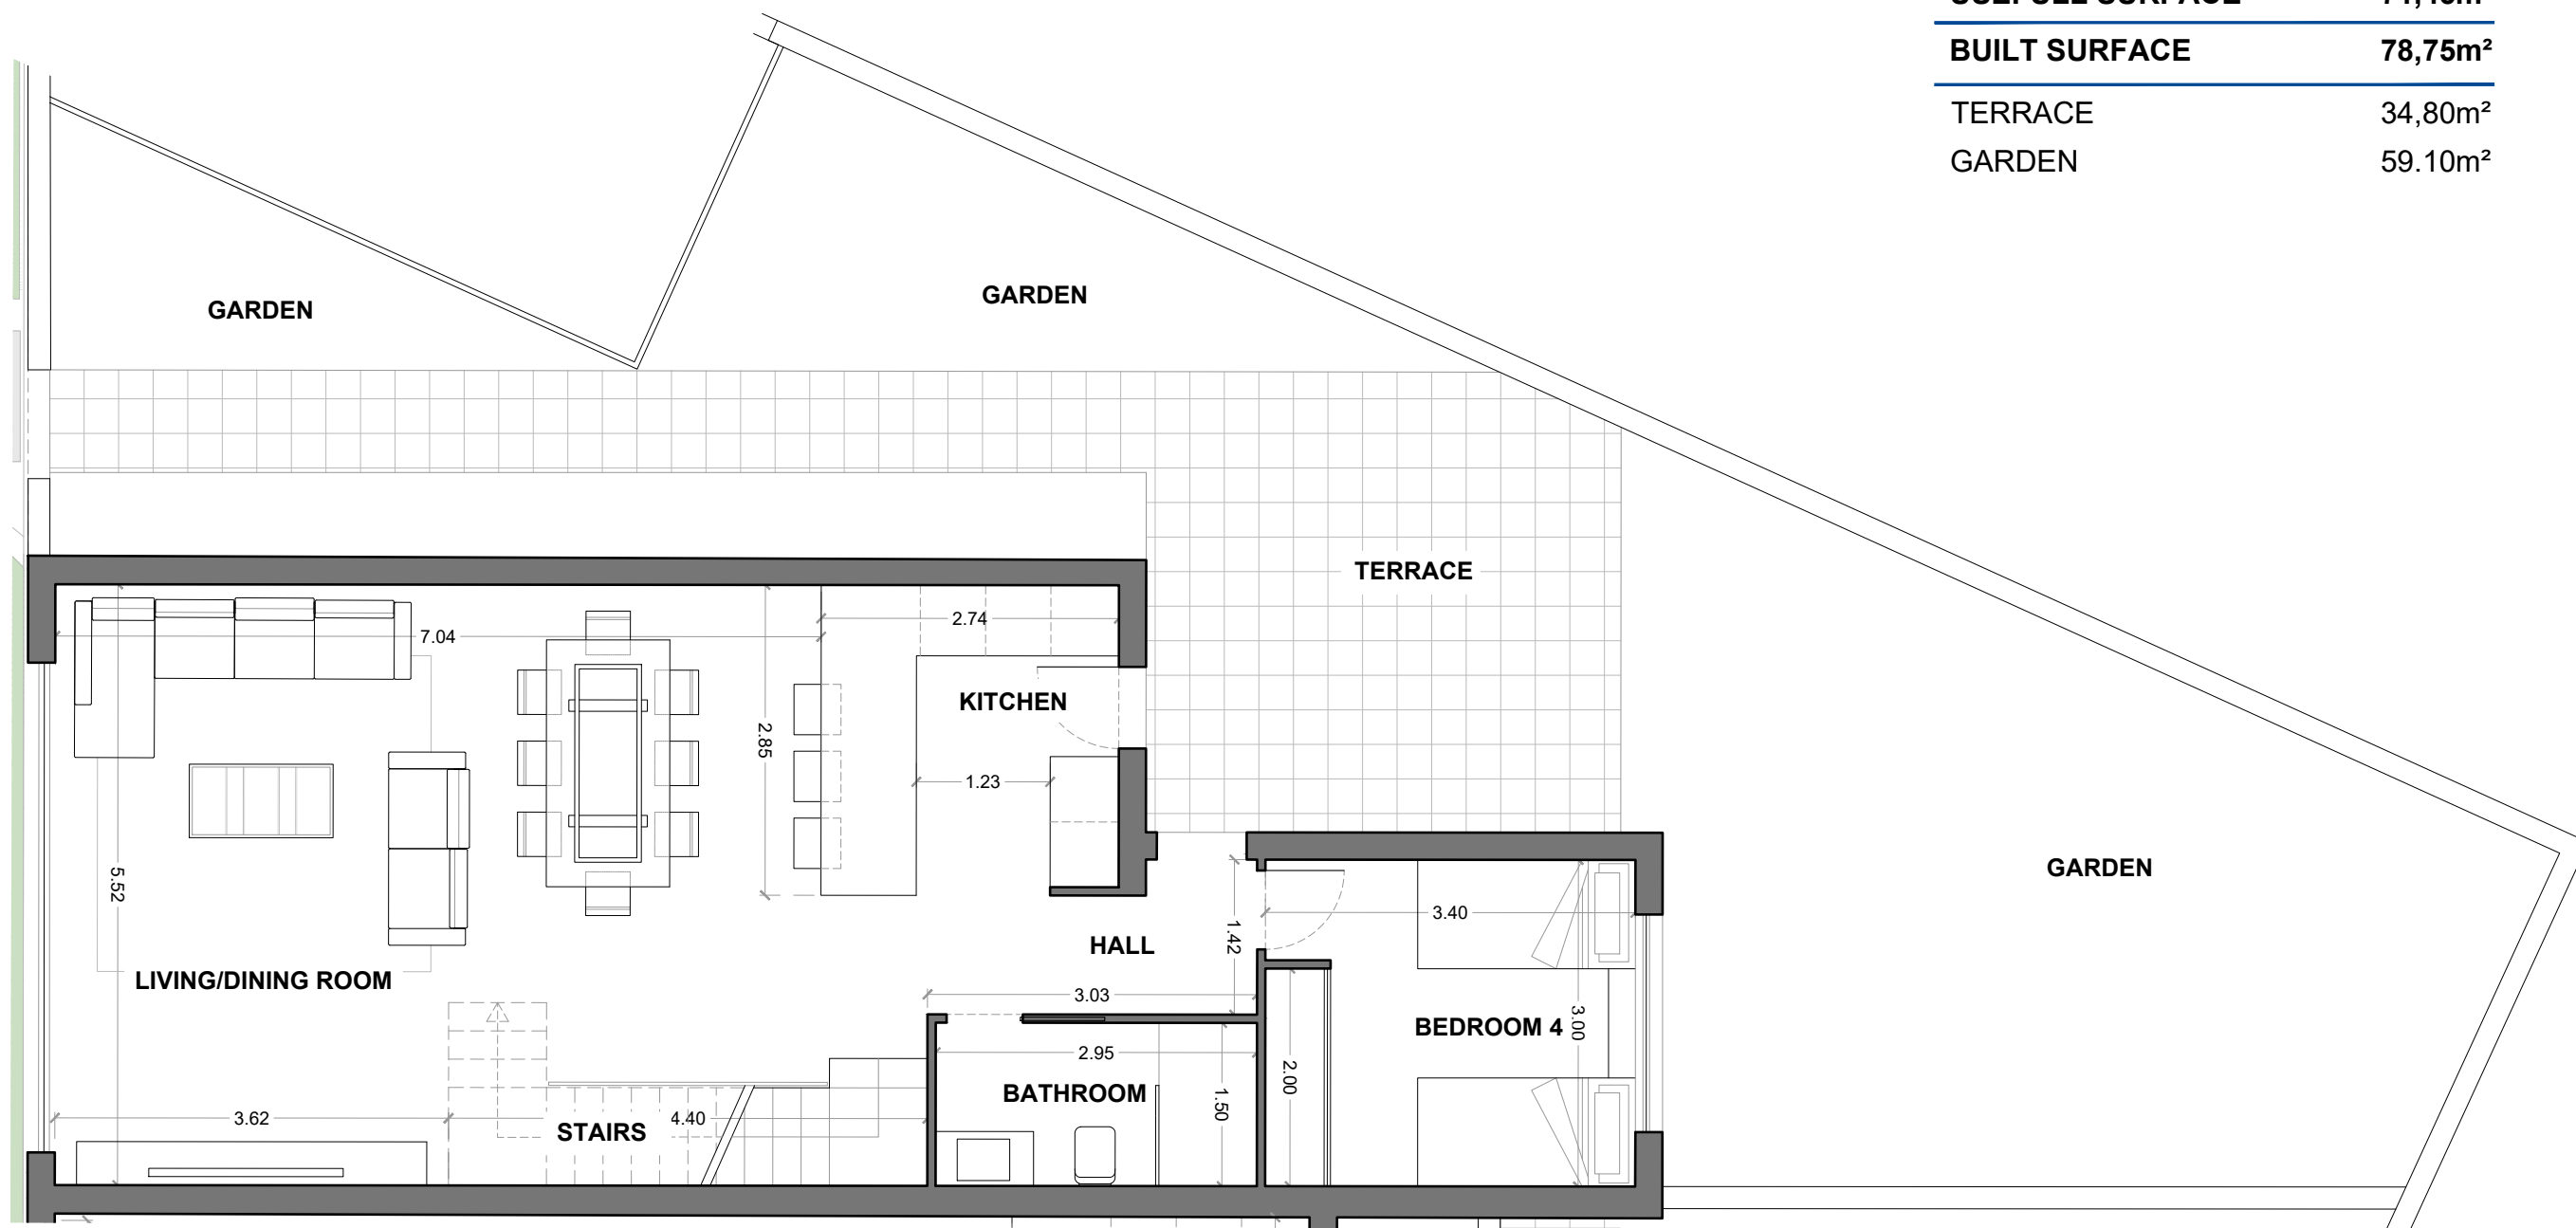 BUILT SURFACE 78,75m²
TERRACE 34,80m²
GARDEN 59.10m²
GARDEN
GARDEN
TERRACE
7.04
2.74
KITCHEN
2.85
1.23
5.52
GARDEN
3.40
HALL
1.42
LIVING/DINING ROOM
3.03
BEDROOM 4
3.00
2.95
2.00
BATHROOM
1.50
3.62
STAIRS
4.40